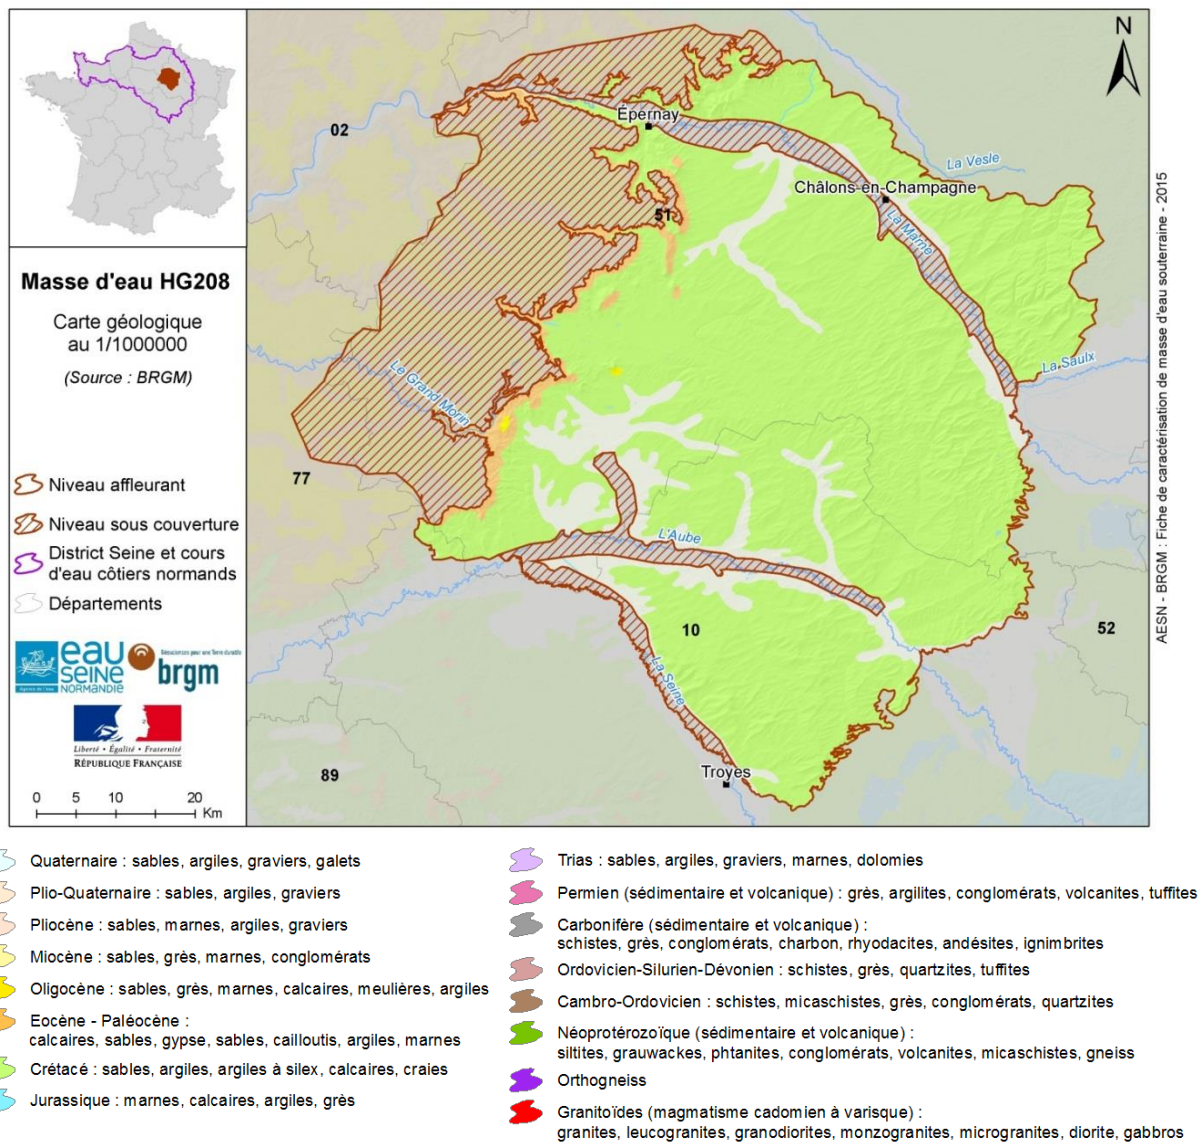 N
02
Épernay
La Vesle
Châlons-en-Champagne
51
La Marne
La Saulx
Le Grand Morin
77
L'Aube
10
52
La Seine
89
Troyes
Masse d'eau HG208
Carte géologique
au 1/1000000
(Source : BRGM)
Niveau affleurant
Niveau sous couverture
District Seine et cours
d'eau côtiers normands
Départements
eau
SEINE
NORMANDIE
Géosciences pour une Terre durable
brgm
Liberté • Égalité • Fraternité
RÉPUBLIQUE FRANÇAISE
0 5 10 20
Km
AESN - BRGM : Fiche de caractérisation de masse d'eau souterraine - 2015
Quaternaire : sables, argiles, graviers, galets
Plio-Quaternaire : sables, argiles, graviers
Pliocène : sables, marnes, argiles, graviers
Miocène : sables, grès, marnes, conglomérats
Oligocène : sables, grès, marnes, calcaires, meulières, argiles
Eocène - Paléocène :
calcaires, sables, gypse, sables, cailloutis, argiles, marnes
Crétacé : sables, argiles, argiles à silex, calcaires, craies
Jurassique : marnes, calcaires, argiles, grès
Trias : sables, argiles, graviers, marnes, dolomies
Permien (sédimentaire et volcanique) : grès, argilites, conglomérats, volcanites, tuffites
Carbonifère (sédimentaire et volcanique) :
schistes, grès, conglomérats, charbon, rhyodacites, andésites, ignimbrites
Ordovicien-Silurien-Dévonien : schistes, grès, quartzites, tuffites
Cambro-Ordovicien : schistes, micaschistes, grès, conglomérats, quartzites
Néoprotérozoïque (sédimentaire et volcanique) :
siltites, grauwackes, phtanites, conglomérats, volcanites, micaschistes, gneiss
Orthogneiss
Granitoïdes (magmatisme cadomien à varisque) :
granites, leucogranites, granodiorites, monzogranites, microgranites, diorite, gabbros